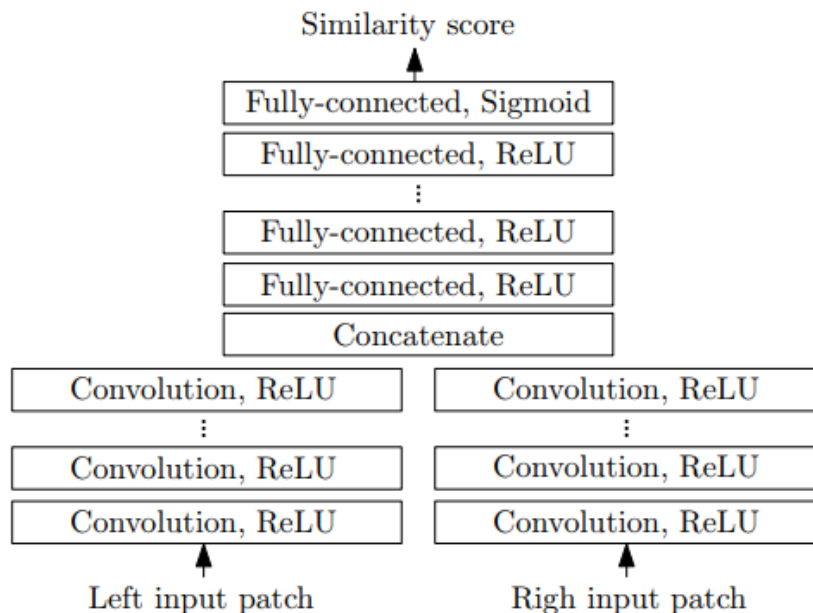 Similarity score
Fully-connected, Sigmoid
Fully-connected, ReLU
⋮
Fully-connected, ReLU
Fully-connected, ReLU
Concatenate
Convolution, ReLU Convolution, ReLU
⋮ ⋮
Convolution, ReLU Convolution, ReLU
Convolution, ReLU Convolution, ReLU
Left input patch Righ input patch